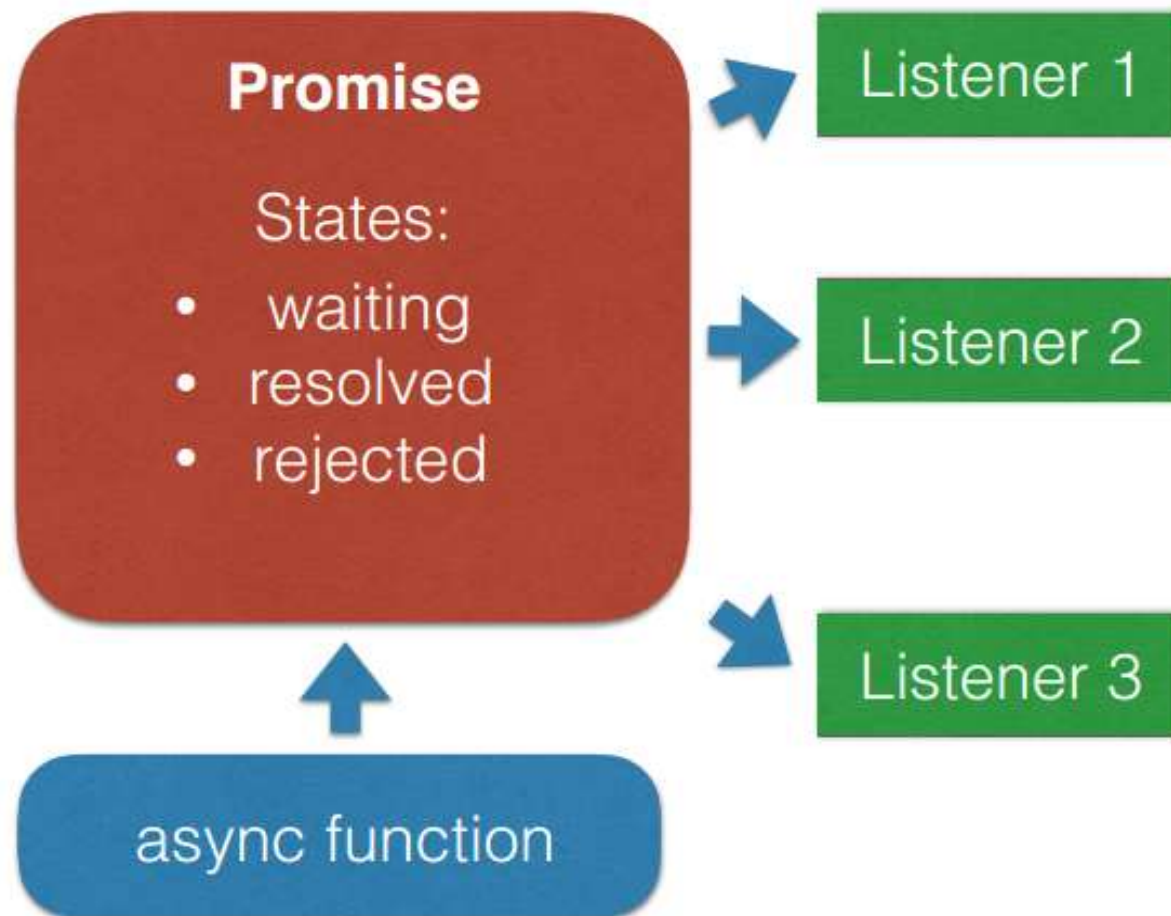 Promise
States:
• waiting
• resolved
• rejected
Listener 1
Listener 2
Listener 3
async function